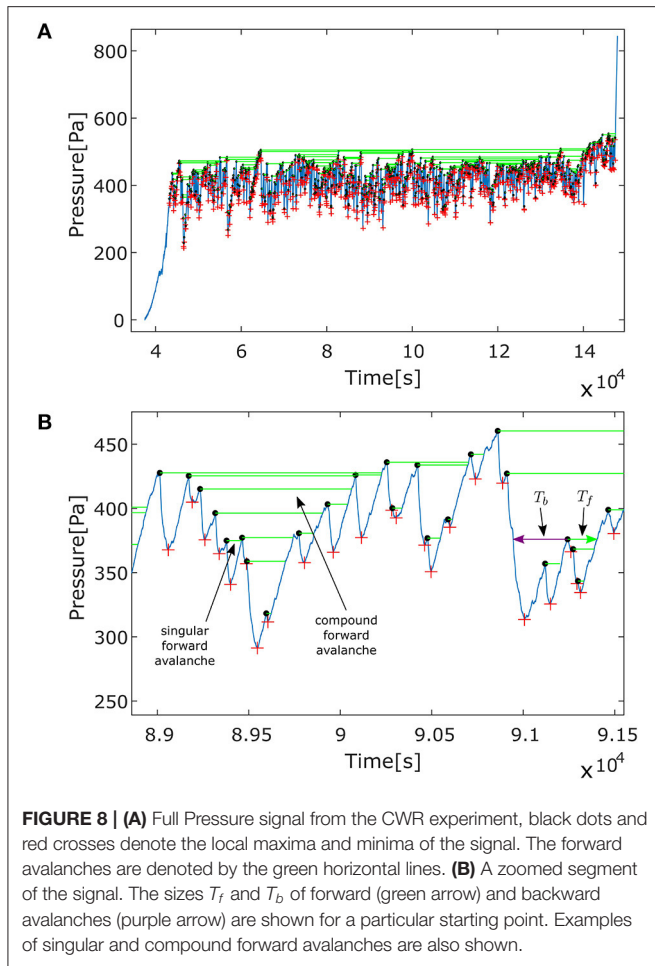 A
800
600
400
200
0
Pressure[Pa]
4
6
8
10
12
14
Time[s]
x 10^4
B
450
400
350
300
250
Pressure[Pa]
T_b
T_f
singular
forward
avalanche
compound
forward
avalanche
8.9
8.95
9
9.05
9.1
9.15
Time[s]
x 10^4
FIGURE 8 | (A) Full Pressure signal from the CWR experiment, black dots and
red crosses denote the local maxima and minima of the signal. The forward
avalanches are denoted by the green horizontal lines. (B) A zoomed segment
of the signal. The sizes T_f and T_b of forward (green arrow) and backward
avalanches (purple arrow) are shown for a particular starting point. Examples
of singular and compound forward avalanches are also shown.